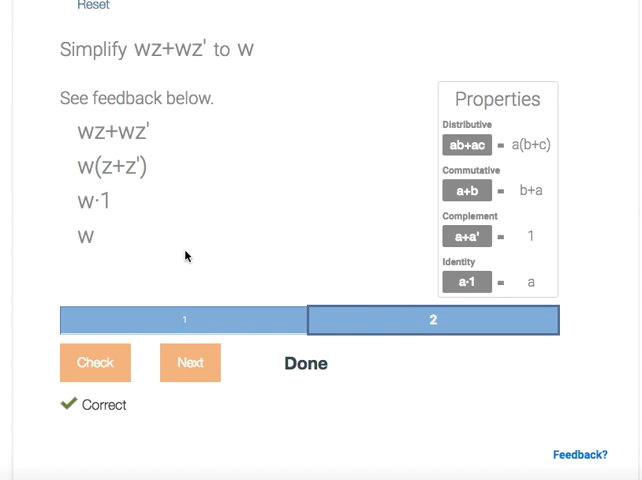 Reset
Simplify wz+wz' to w
See feedback below.
wz+wz'
w(z+z')
w·1
w
Properties
Distributive
ab+ac = a(b+c)
Commutative
a+b = b+a
Complement
a+a' = 1
Identity
a·1 = a
1 2
Check Next Done
Correct
Feedback?